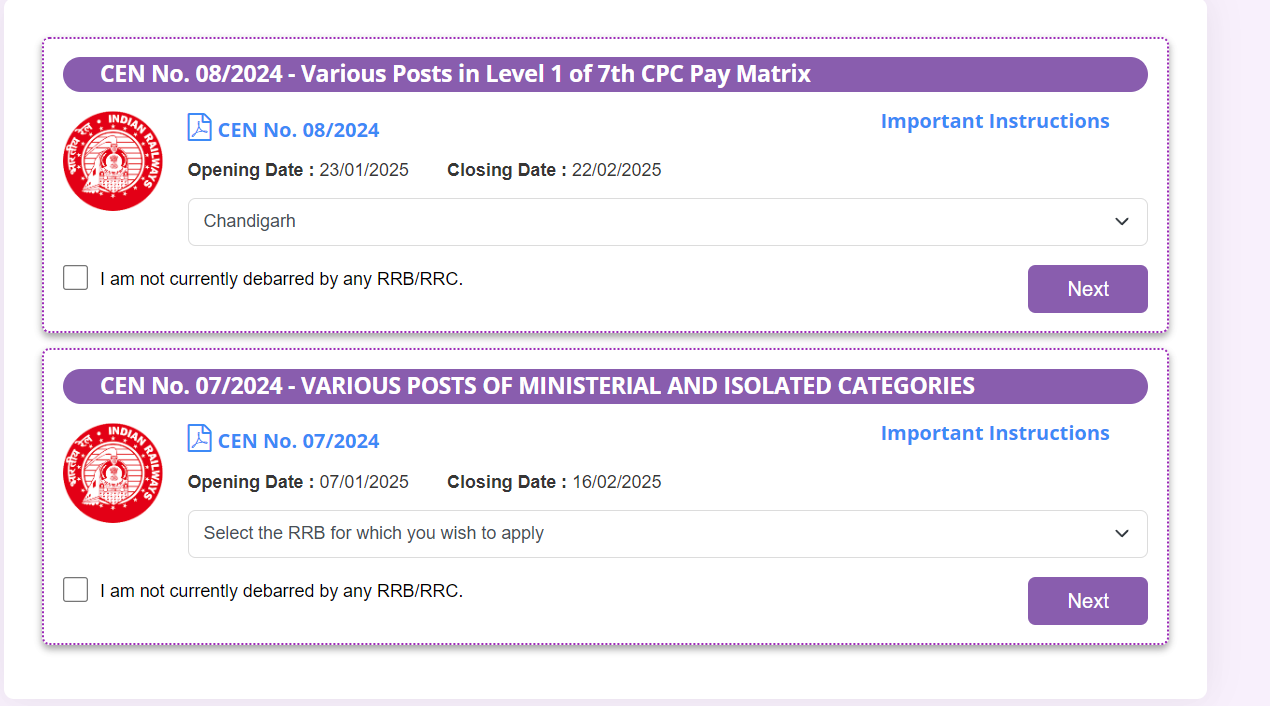 CEN No. 08/2024 - Various Posts in Level 1 of 7th CPC Pay Matrix
भारतीय रेल INDIAN RAILWAYS
CEN No. 08/2024
Important Instructions
Opening Date : 23/01/2025 Closing Date : 22/02/2025
Chandigarh
I am not currently debarred by any RRB/RRC.
Next
CEN No. 07/2024 - VARIOUS POSTS OF MINISTERIAL AND ISOLATED CATEGORIES
भारतीय रेल INDIAN RAILWAYS
CEN No. 07/2024
Important Instructions
Opening Date : 07/01/2025 Closing Date : 16/02/2025
Select the RRB for which you wish to apply
I am not currently debarred by any RRB/RRC.
Next